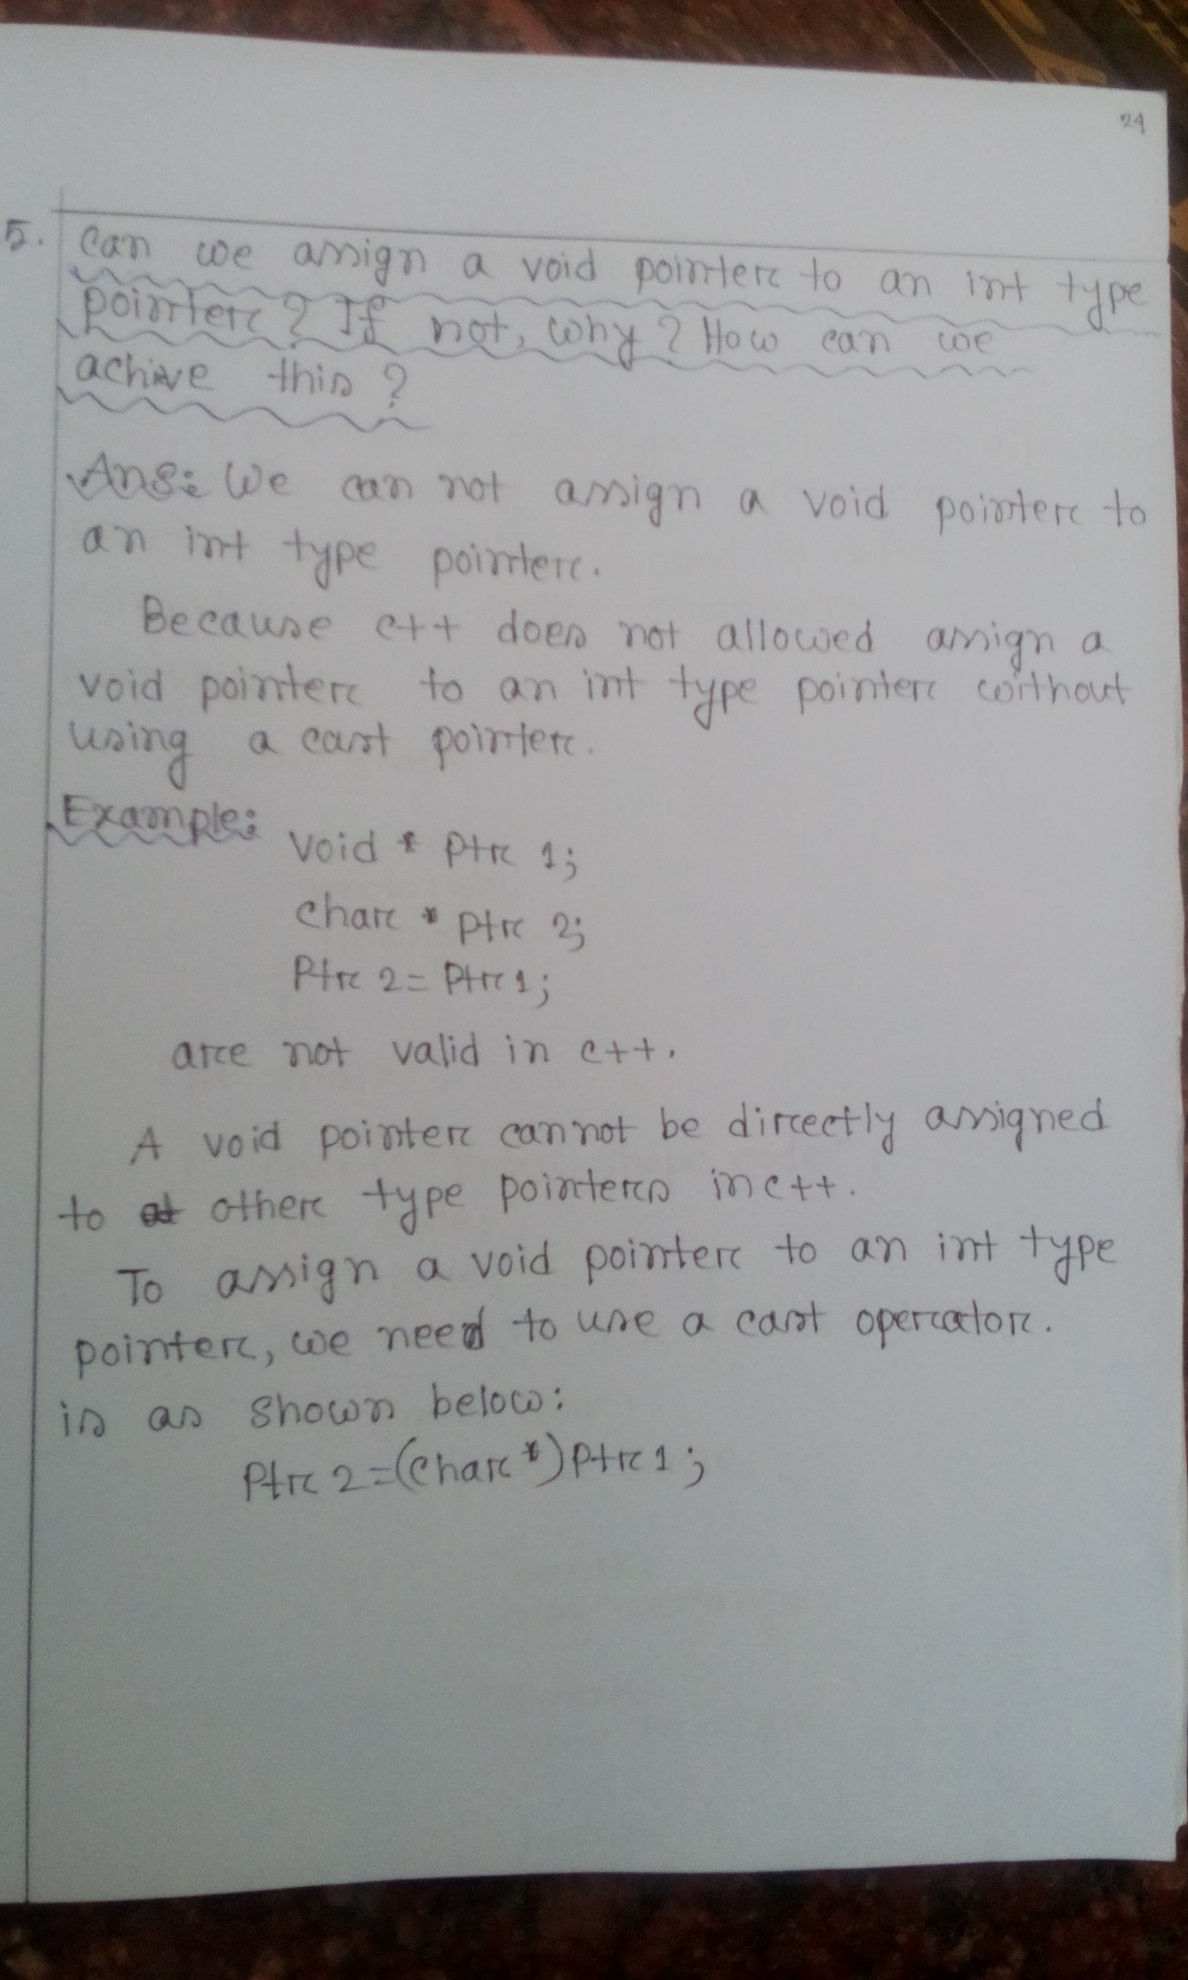 24
5. Can we assign a void pointer to an int type
pointer? If not, why? How can we
achive this?
Ans: We can not assign a void pointer to
an int type pointer.
Because c++ does not allowed assign a
void pointer to an int type pointer without
using a cast pointer.
Example:
void * ptr 1;
char * ptr 2;
Ptr 2 = Ptr 1;
are not valid in c++.
A void pointer cannot be directly assigned
to other type pointers in c++.
To assign a void pointer to an int type
pointer, we need to use a cast operator.
is as shown below:
Ptr 2 = (char *) Ptr 1;